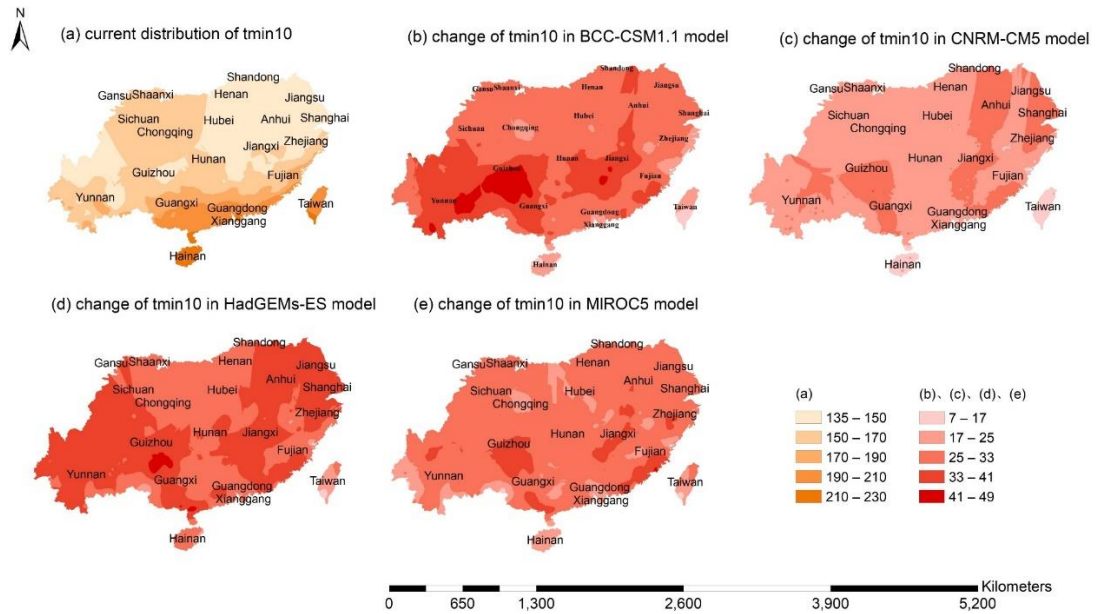 N
(a) current distribution of tmin10
Shandong
Gansu Shaanxi Henan Jiangsu
Sichuan Hubei Anhui Shanghai
Chongqing
Zhejiang
Hunan Jiangxi
Guizhou
Fujian
Yunnan Guangxi Guangdong Taiwan
Xianggang
Hainan
(b) change of tmin10 in BCC-CSM1.1 model
Shandong
Gansu Shaanxi Henan Jiangsu
Anhui
Shanghai
Sichuan Chongqing Hubei
Zhejiang
Guizhou Hunan Jiangxi
Fujian
Yunnan Guangxi Guangdong Taiwan
Xianggang
Hainan
(c) change of tmin10 in CNRM-CM5 model
Shandong
Gansu Shaanxi Henan Jiangsu
Anhui
Sichuan Hubei Shanghai
Chongqing
Zhejiang
Guizhou Hunan Jiangxi
Fujian
Yunnan
Guangxi Guangdong Taiwan
Xianggang
Hainan
(d) change of tmin10 in HadGEMs-ES model
Shandong
Gansu Shaanxi Henan Jiangsu
Anhui
Sichuan Hubei Shanghai
Chongqing
Zhejiang
Guizhou Hunan Jiangxi
Fujian
Yunnan Guangxi Guangdong Taiwan
Xianggang
Hainan
(e) change of tmin10 in MIROC5 model
Shandong
Gansu Shaanxi Henan Jiangsu
Anhui
Sichuan Hubei Shanghai
Chongqing
Zhejiang
Guizhou Hunan Jiangxi
Fujian
Yunnan Guangxi Guangdong Taiwan
Xianggang
Hainan
(a)
135 – 150
150 – 170
170 – 190
190 – 210
210 – 230
(b)、(c)、(d)、(e)
7 – 17
17 – 25
25 – 33
33 – 41
41 – 49
Kilometers
0 650 1,300 2,600 3,900 5,200